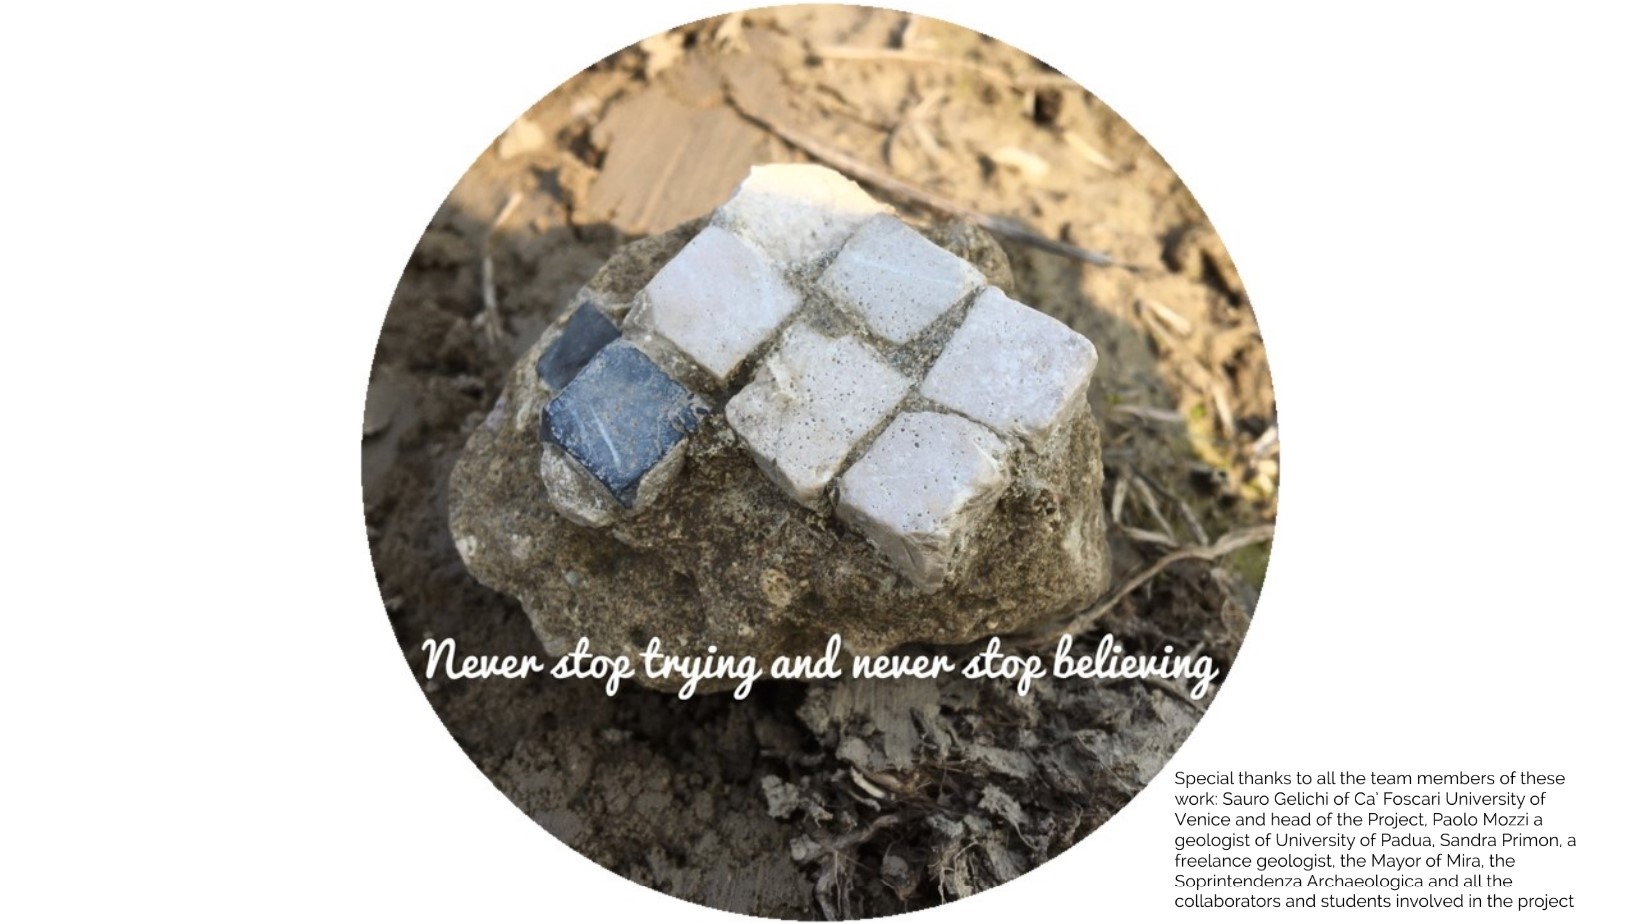 Never stop trying and never stop believing
Special thanks to all the team members of these
work: Sauro Gelichi of Ca' Foscari University of
Venice and head of the Project, Paolo Mozzi a
geologist of University of Padua, Sandra Primon, a
freelance geologist, the Mayor of Mira, the
Soprintendenza Archaeologica and all the
collaborators and students involved in the project